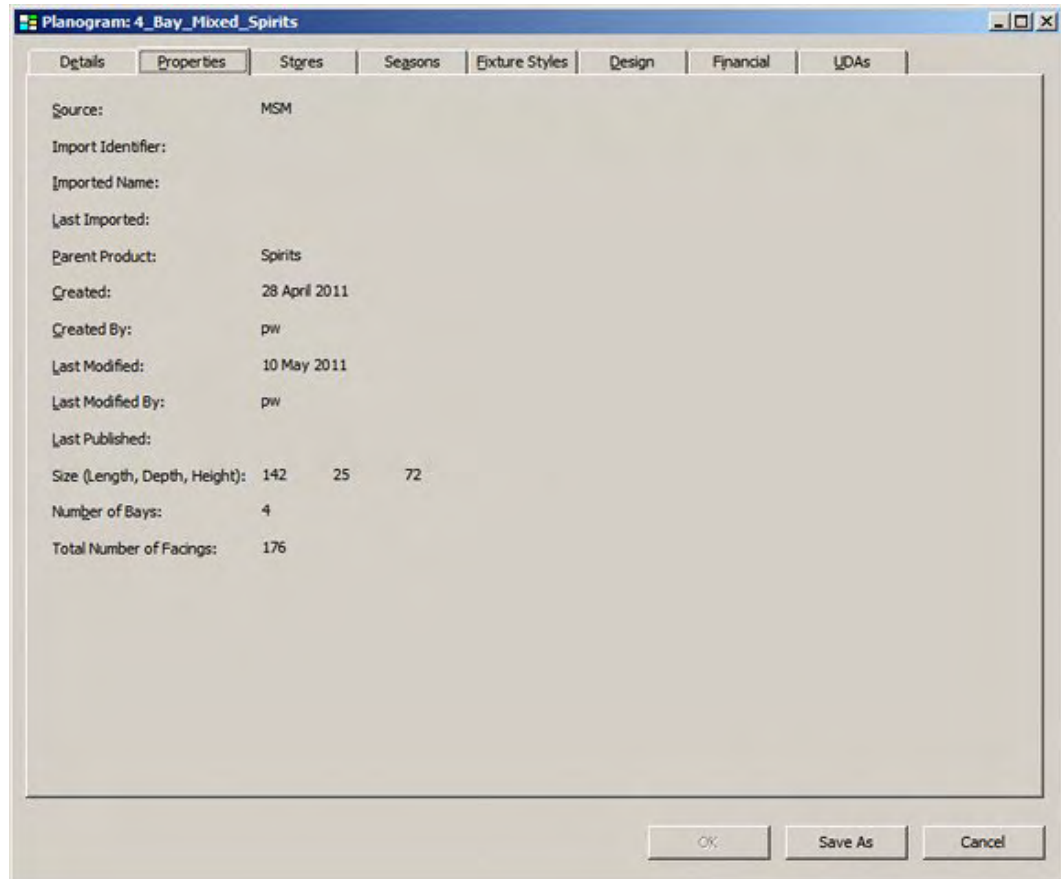 Planogram: 4_Bay_Mixed_Spirits
Details Properties Stores Seasons Fixture Styles Design Financial UDAs
Source: MSM
Import Identifier:
Imported Name:
Last Imported:
Parent Product: Spirits
Created: 28 April 2011
Created By: pw
Last Modified: 10 May 2011
Last Modified By: pw
Last Published:
Size (Length, Depth, Height): 142 25 72
Number of Bays: 4
Total Number of Facings: 176
OK Save As Cancel